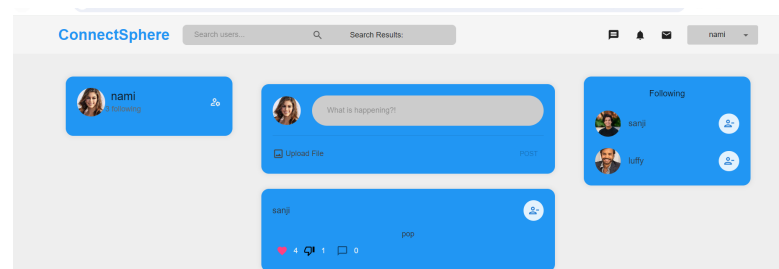 ConnectSphere
Search users...
Search Results:
nami
nami
following
What is happening?!
Upload File
POST
sanji
pop
4
1
0
Following
sanji
luffy